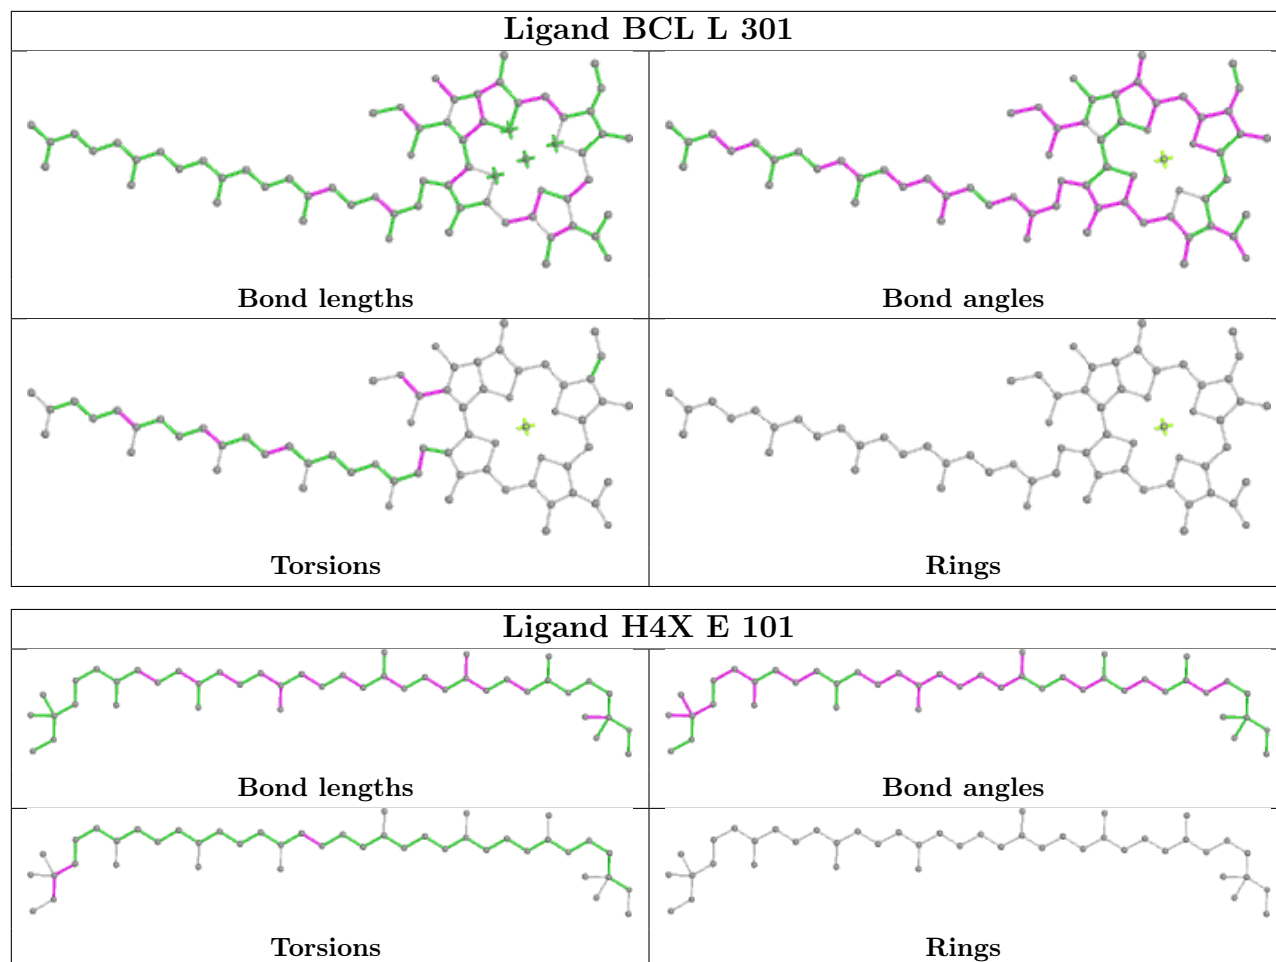 Ligand BCL L 301
Bond lengths
Bond angles
Torsions
Rings
Ligand H4X E 101
Bond lengths
Bond angles
Torsions
Rings